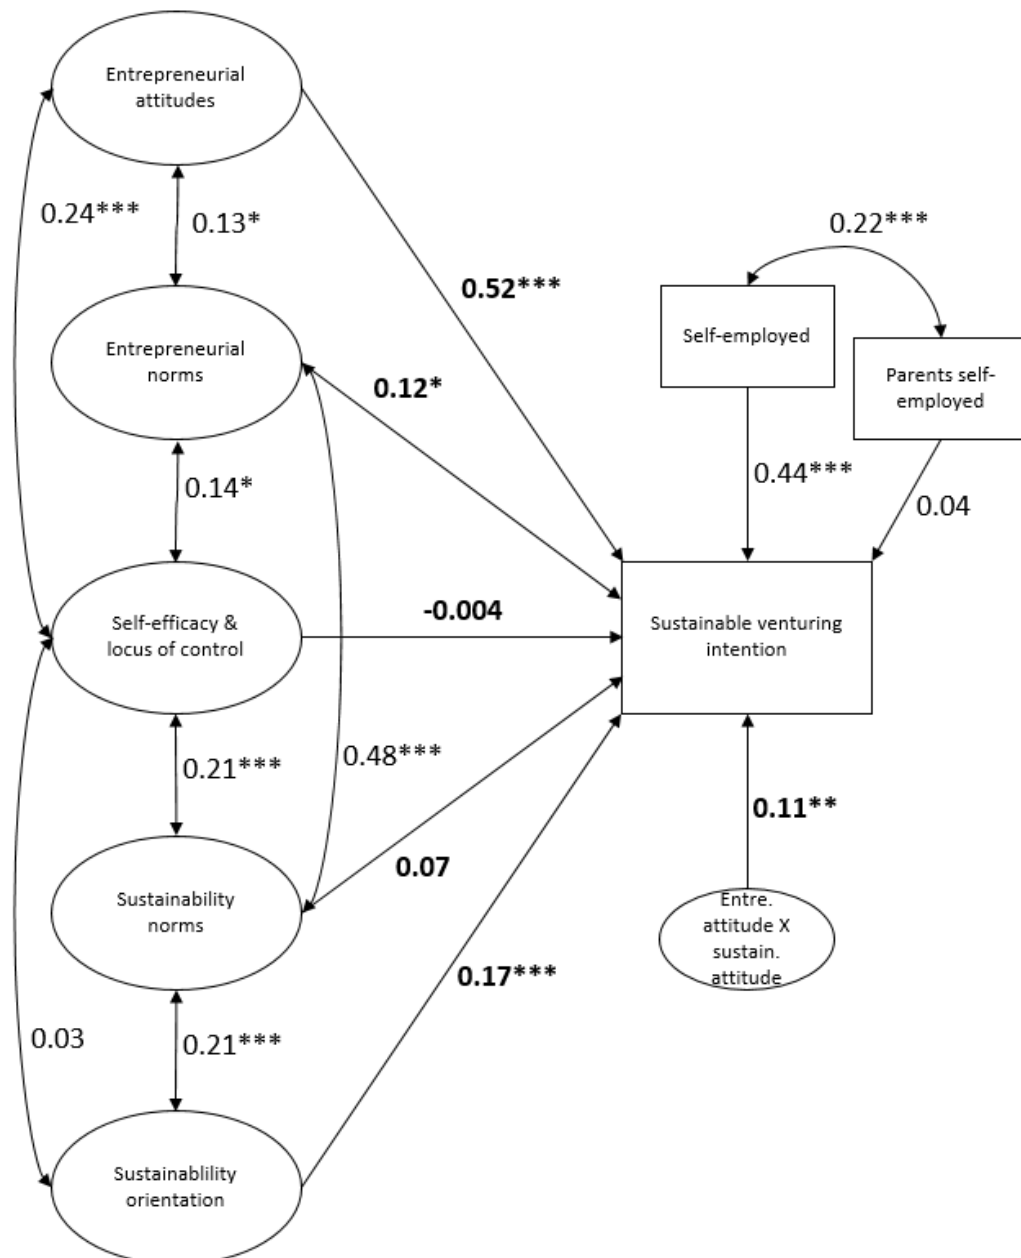 Entrepreneurial
attitudes
0.24***
0.13*
0.22***
0.52***
Self-employed
Entrepreneurial
norms
0.12*
Parents self-
employed
0.44***
0.14*
0.04
-0.004
Self-efficacy &
locus of control
Sustainable venturing
intention
0.48***
0.21***
0.11**
0.07
Sustainability
norms
Entre.
attitude X
sustain.
attitude
0.17***
0.03
0.21***
Sustainablility
orientation